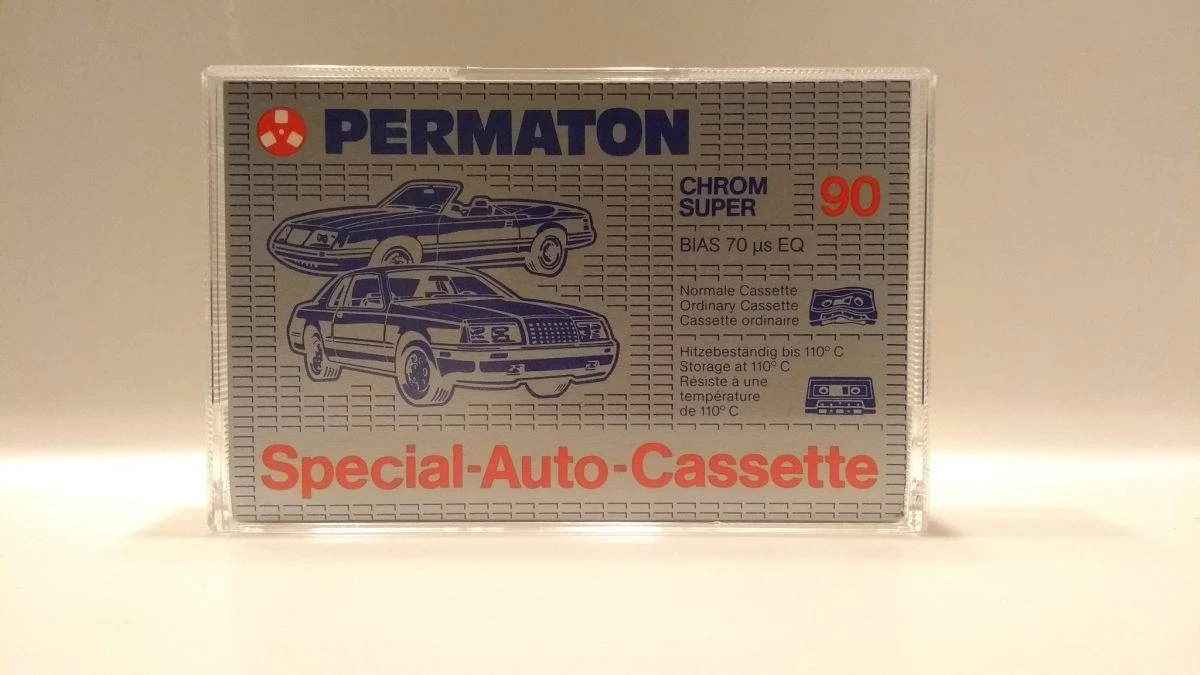 PERMATON
CHROM
SUPER
90
BIAS 70 µs EQ
Normale Cassette
Ordinary Cassette
Cassette ordinaire
Hitzebeständig bis 110° C
Storage at 110° C
Résiste à une
température
de 110° C
Special-Auto-Cassette